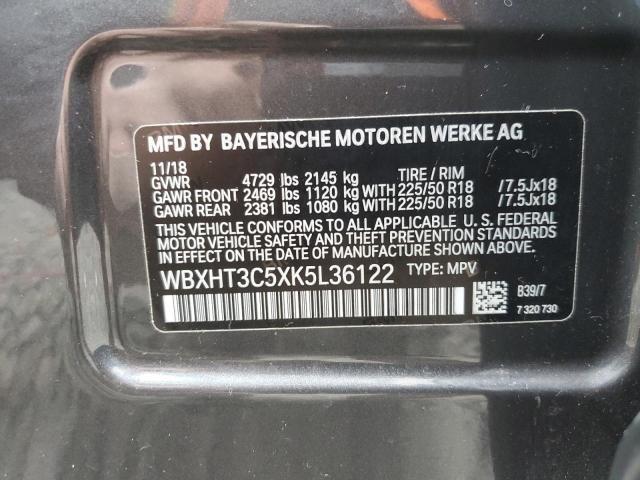 MFD BY BAYERISCHE MOTOREN WERKE AG
11/18
GVWR 4729 lbs 2145 kg TIRE / RIM
GAWR FRONT 2469 lbs 1120 kg WITH 225/50 R18 /7.5Jx18
GAWR REAR 2381 lbs 1080 kg WITH 225/50 R18 /7.5Jx18
THIS VEHICLE CONFORMS TO ALL APPLICABLE U. S. FEDERAL
MOTOR VEHICLE SAFETY, BUMPER, AND THEFT PREVENTION
STANDARDS IN EFFECT ON THE DATE OF MANUFACTURE SHOWN ABOVE.
WBXHT3C5XK5L36122 TYPE: MPV
B39/7
7 320 730